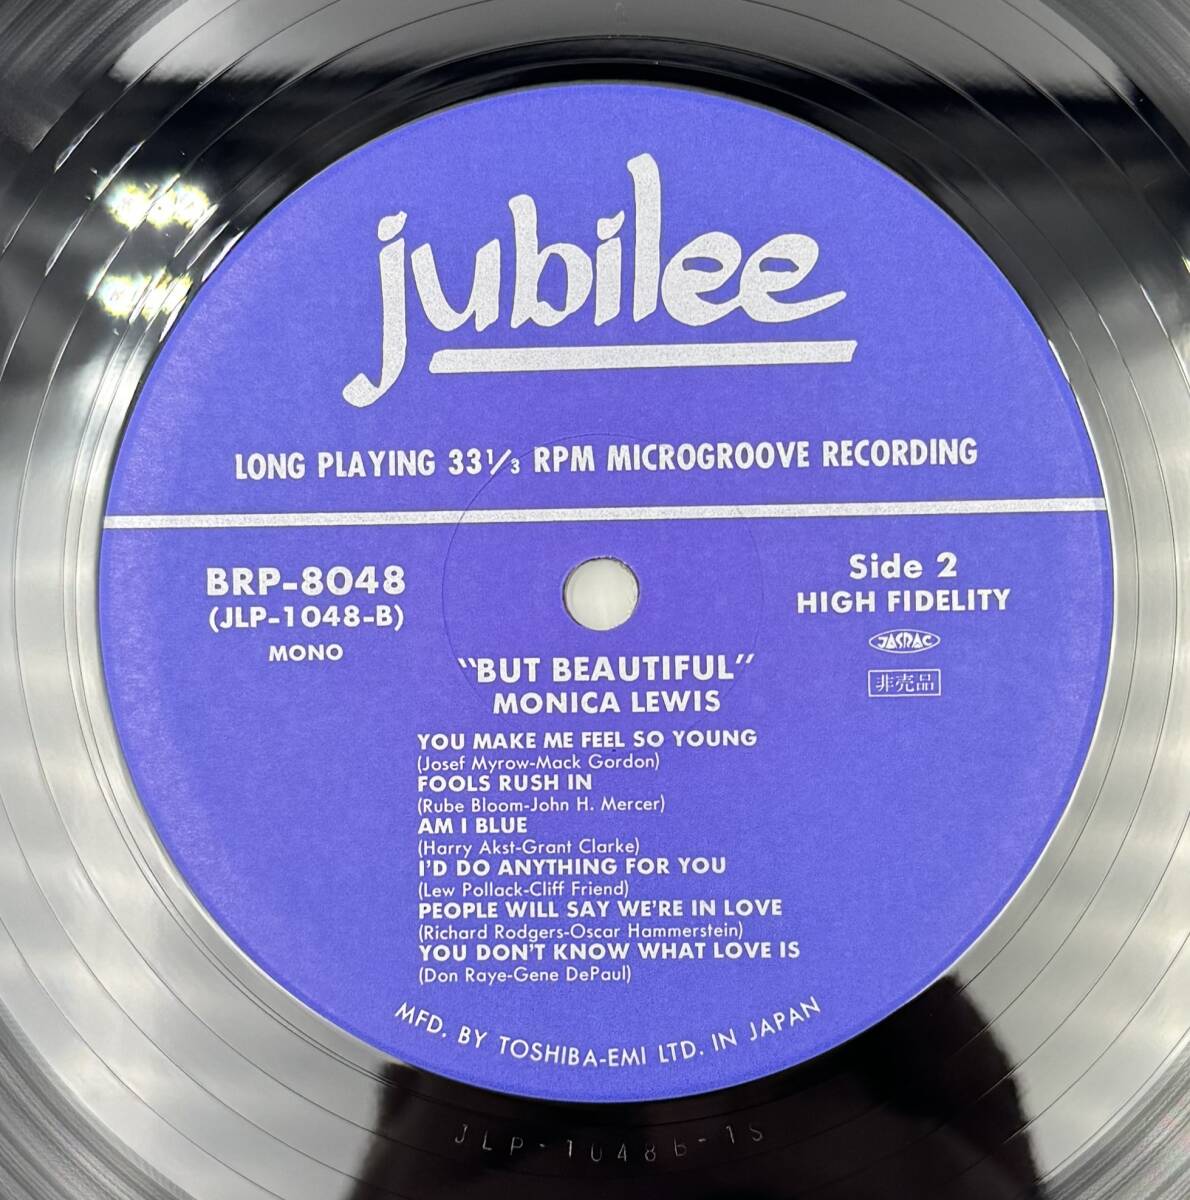 jubilee
LONG PLAYING 33⅓ RPM MICROGROOVE RECORDING
BRP-8048
(JLP-1048-B)
MONO
Side 2
HIGH FIDELITY
JASRAC
非売品
"BUT BEAUTIFUL"
MONICA LEWIS
YOU MAKE ME FEEL SO YOUNG
(Josef Myrow-Mack Gordon)
FOOLS RUSH IN
(Rube Bloom-John H. Mercer)
AM I BLUE
(Harry Akst-Grant Clarke)
I'D DO ANYTHING FOR YOU
(Lew Pollack-Cliff Friend)
PEOPLE WILL SAY WE'RE IN LOVE
(Richard Rodgers-Oscar Hammerstein)
YOU DON'T KNOW WHAT LOVE IS
(Don Raye-Gene DePaul)
MFD. BY TOSHIBA-EMI LTD. IN JAPAN
JLP-1048B-1S